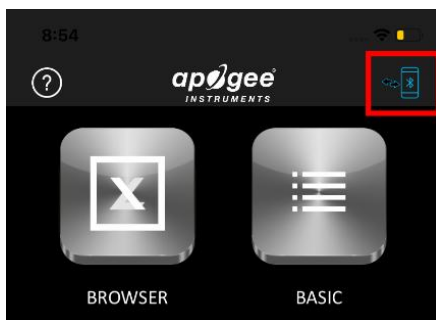 8:54
?
apogee
INSTRUMENTS
X
BROWSER
BASIC